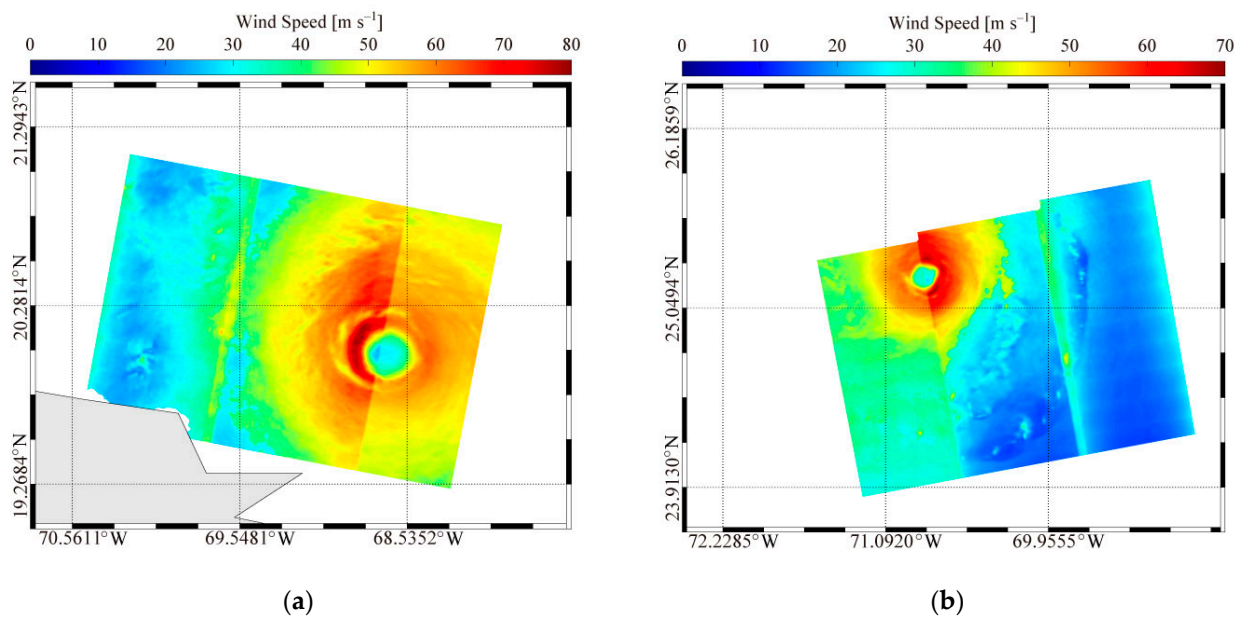 Wind Speed [m s⁻¹]
0 10 20 30 40 50 60 70 80
21.2943°N
20.2814°N
19.2684°N
70.5611°W 69.5481°W 68.5352°W
(a)
Wind Speed [m s⁻¹]
0 10 20 30 40 50 60 70
26.1859°N
25.0494°N
23.9130°N
72.2285°W 71.0920°W 69.9555°W
(b)